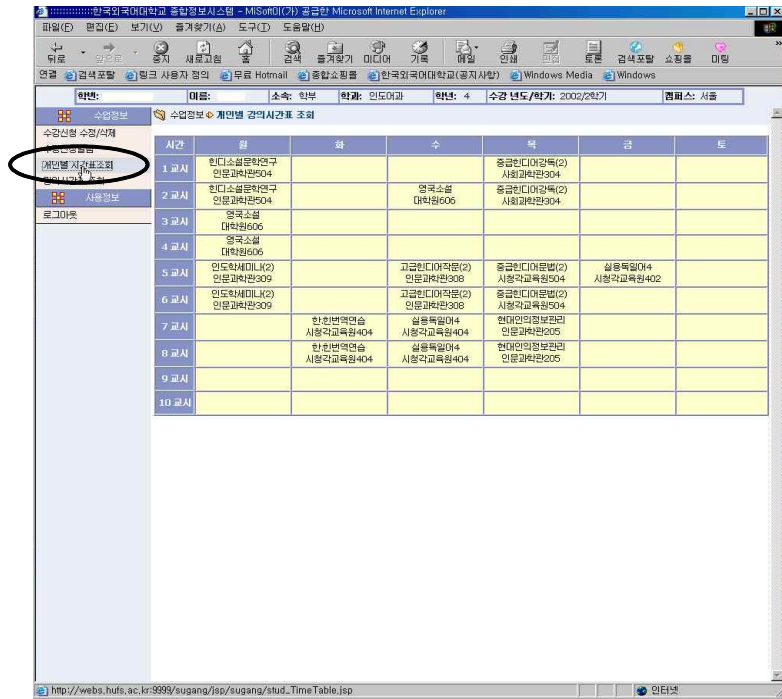 :::::::::::::::한국외국어대학교 종합정보시스템 - MiSoft이(가) 공급한 Microsoft Internet Explorer
파일(F) 편집(E) 보기(V) 즐겨찾기(A) 도구(T) 도움말(H)
뒤로 앞으로 중지 새로고침 홈 검색 즐겨찾기 미디어 기록 메일 인쇄 편집 토론 검색포탈 쇼핑몰 미팅
연결 검색포탈 링크 사용자 정의 무료 Hotmail 종합쇼핑몰 한국외국어대학교(공지사항) Windows Media Windows
학번: 이름: 소속: 학부 학과: 인도어과 학년: 4 수강 년도/학기: 2002/2학기 캠퍼스: 서울
수업정보
수강신청 수정/삭제
개인별 시간표조회
사용정보
로그아웃
수업정보 개인별 강의시간표 조회
시간 월 화 수 목 금 토
1 교시 힌디소설문학연구 중급힌디어강독(2)
인문과학관504 사회과학관304
2 교시 힌디소설문학연구 영국소설 중급힌디어강독(2)
인문과학관504 대학원606 사회과학관304
3 교시 영국소설
대학원606
4 교시 영국소설
대학원606
5 교시 인도학세미나(2) 고급힌디어작문(2) 중급힌디어문법(2) 실용독일어4
인문과학관309 인문과학관308 시청각교육원504 시청각교육원402
6 교시 인도학세미나(2) 고급힌디어작문(2) 중급힌디어문법(2)
인문과학관309 인문과학관308 시청각교육원504
7 교시 한.힌번역연습 실용독일어4 현대인의정보관리
시청각교육원404 시청각교육원404 인문과학관205
8 교시 한.힌번역연습 실용독일어4 현대인의정보관리
시청각교육원404 시청각교육원404 인문과학관205
9 교시
10 교시
http://webs.hufs.ac.kr:9999/sugang/jsp/sugang/stud_TimeTable.jsp 인터넷